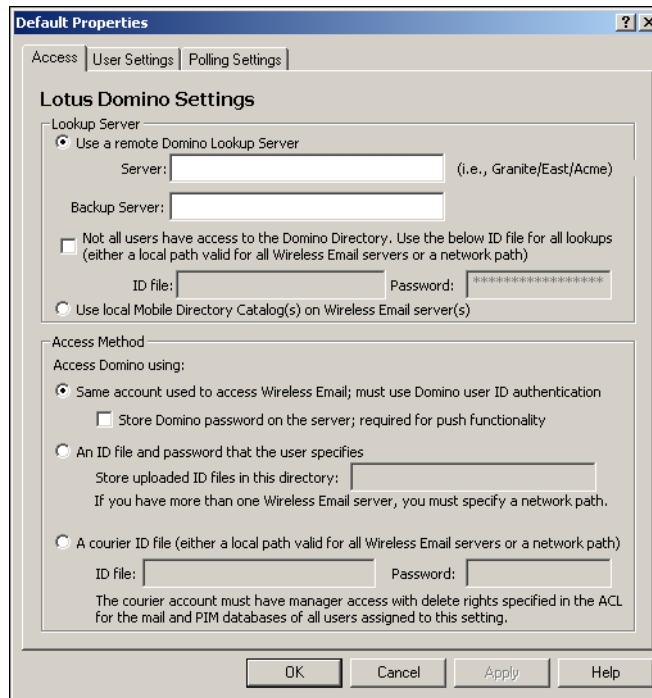 Default Properties
Access
User Settings
Polling Settings
Lotus Domino Settings
Lookup Server
Use a remote Domino Lookup Server
Server:
(i.e., Granite/East/Acme)
Backup Server:
Not all users have access to the Domino Directory. Use the below ID file for all lookups
(either a local path valid for all Wireless Email servers or a network path)
ID file:
Password: *****************
Use local Mobile Directory Catalog(s) on Wireless Email server(s)
Access Method
Access Domino using:
Same account used to access Wireless Email; must use Domino user ID authentication
Store Domino password on the server; required for push functionality
An ID file and password that the user specifies
Store uploaded ID files in this directory:
If you have more than one Wireless Email server, you must specify a network path.
A courier ID file (either a local path valid for all Wireless Email servers or a network path)
ID file:
Password:
The courier account must have manager access with delete rights specified in the ACL
for the mail and PIM databases of all users assigned to this setting.
OK
Cancel
Apply
Help